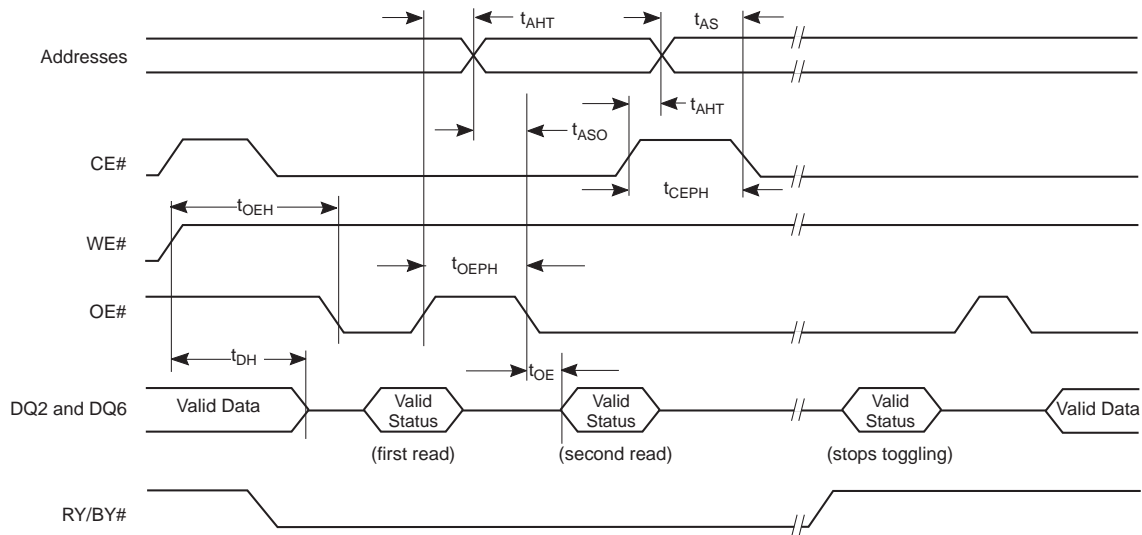 tAHT
tAS
Addresses
tAHT
tASO
CE#
tCEPH
tOEH
WE#
tOEPH
OE#
tDH
tOE
DQ2 and DQ6
Valid Data
Valid
Status
Valid
Status
Valid
Status
Valid Data
(first read)
(second read)
(stops toggling)
RY/BY#